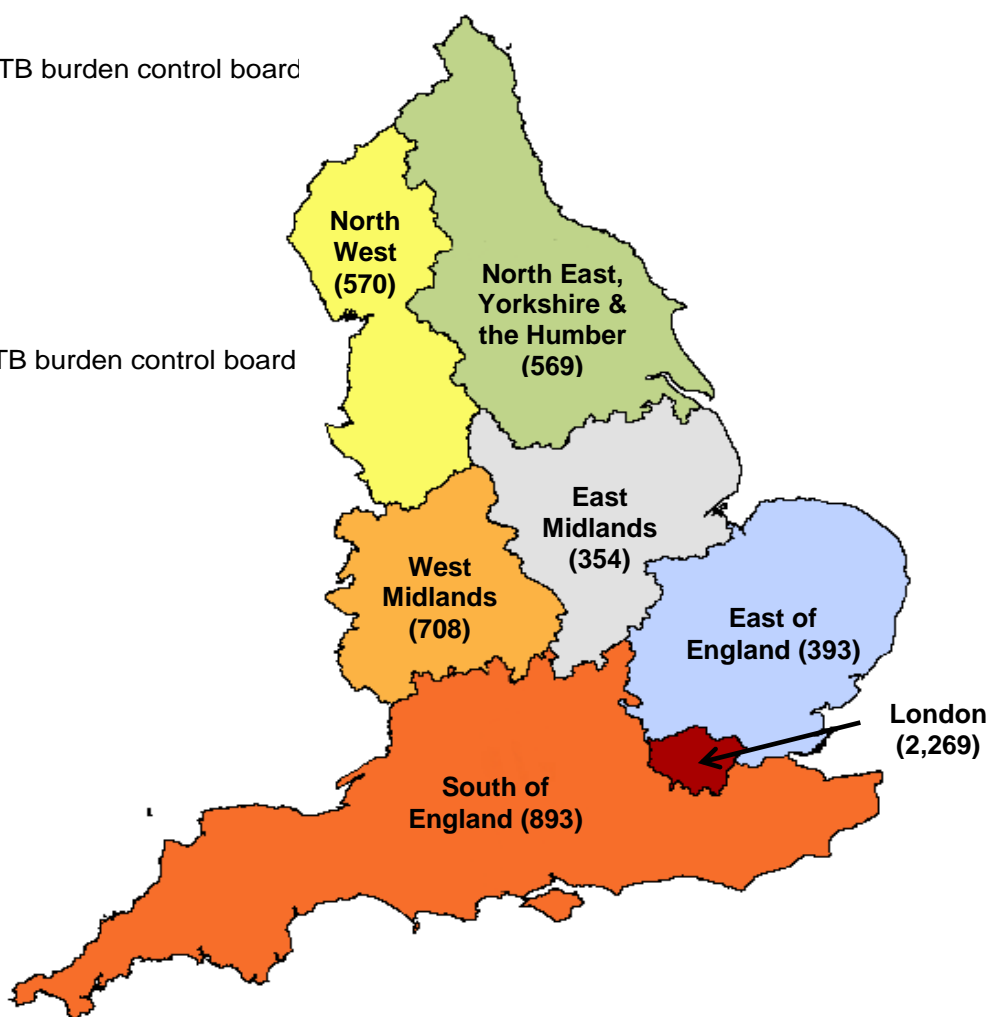 TB burden control board
North
West
(570)
North East,
Yorkshire &
the Humber
(569)
TB burden control board
East
Midlands
(354)
West
Midlands
(708)
East of
England (393)
London
(2,269)
South of
England (893)